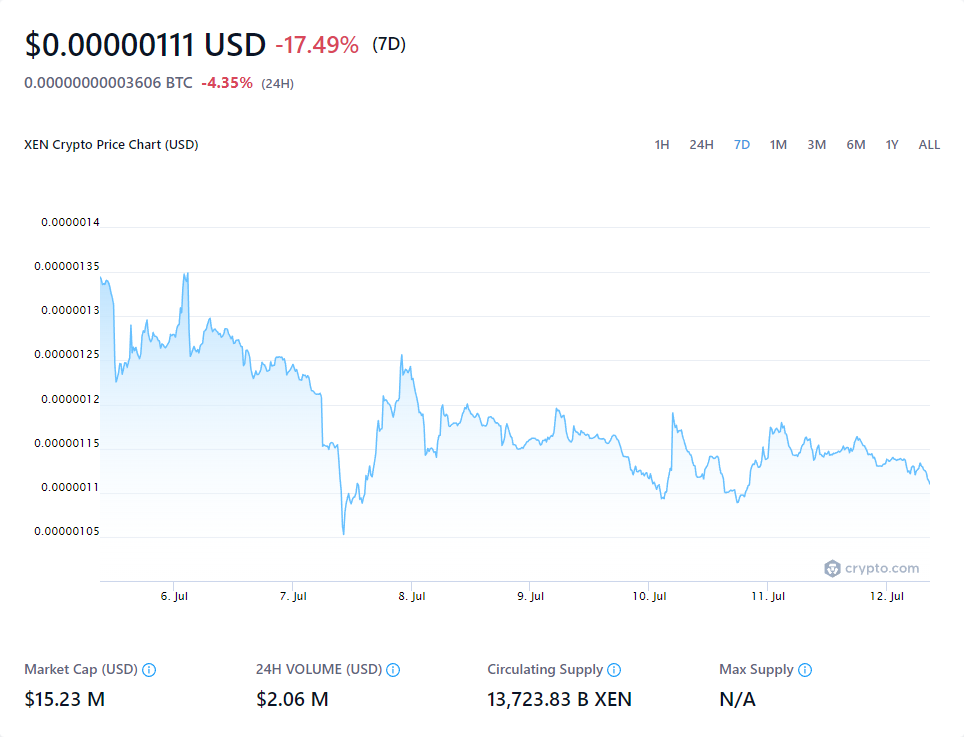 $0.00000111 USD -17.49% (7D)
0.00000000003606 BTC -4.35% (24H)
XEN Crypto Price Chart (USD) 1H 24H 7D 1M 3M 6M 1Y ALL
0.0000014
0.00000135
0.0000013
0.00000125
0.0000012
0.00000115
0.0000011
0.00000105
crypto.com
6. Jul 7. Jul 8. Jul 9. Jul 10. Jul 11. Jul 12. Jul
Market Cap (USD) 24H VOLUME (USD) Circulating Supply Max Supply
$15.23 M $2.06 M 13,723.83 B XEN N/A